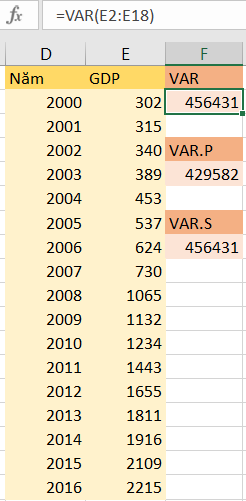 =VAR(E2:E18)
D E F
Năm GDP VAR
2000 302 456431
2001 315
2002 340 VAR.P
2003 389 429582
2004 453
2005 537 VAR.S
2006 624 456431
2007 730
2008 1065
2009 1132
2010 1234
2011 1443
2012 1655
2013 1811
2014 1916
2015 2109
2016 2215